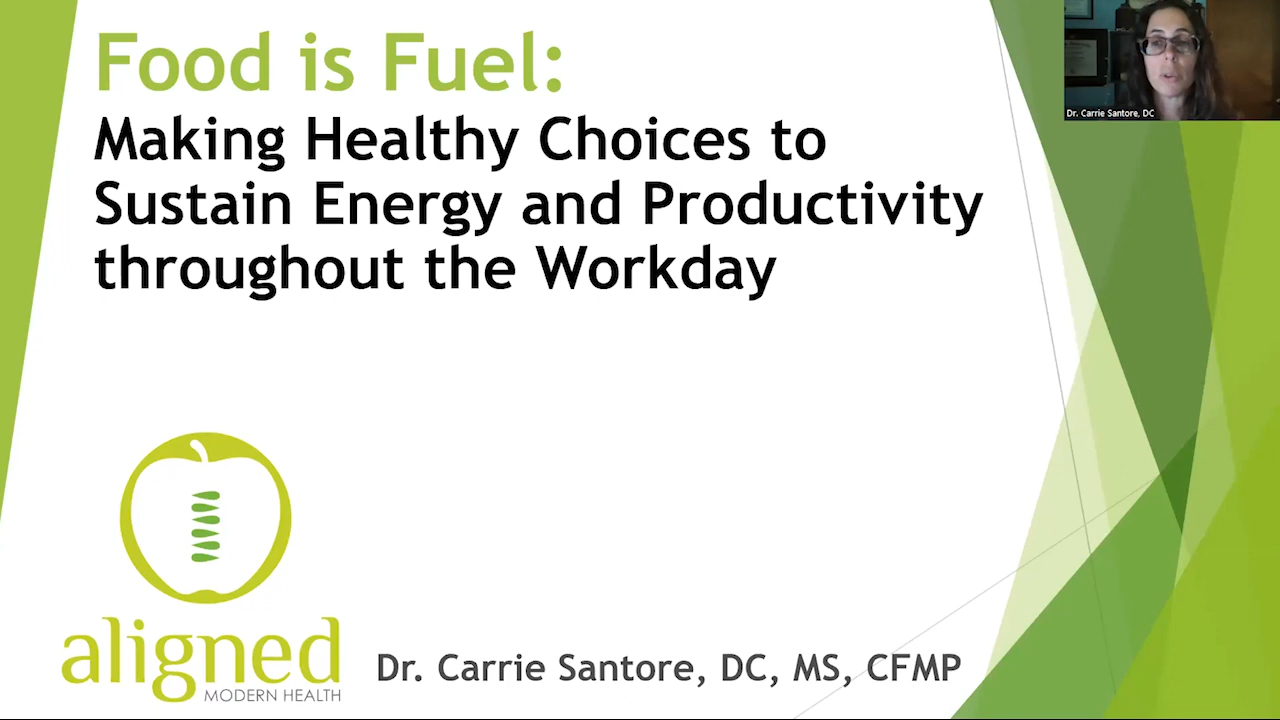 Food is Fuel:
Making Healthy Choices to
Sustain Energy and Productivity
throughout the Workday
Dr. Carrie Santore, DC
aligned
MODERN HEALTH
Dr. Carrie Santore, DC, MS, CFMP